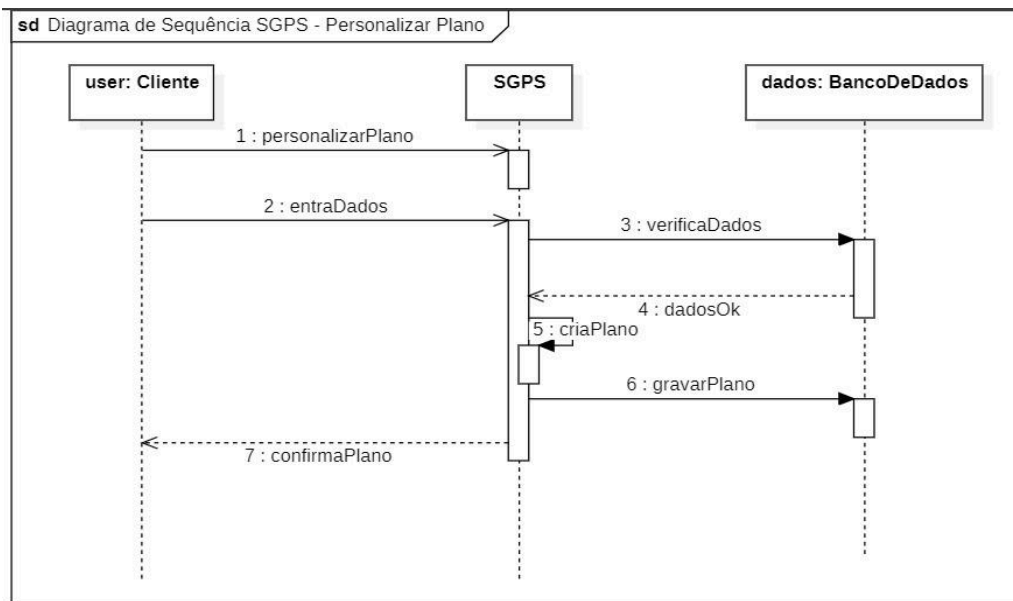 sd Diagrama de Sequência SGPS - Personalizar Plano
user: Cliente
SGPS
dados: BancoDeDados
1 : personalizarPlano
2 : entraDados
3 : verificaDados
4 : dadosOk
5 : criaPlano
6 : gravarPlano
7 : confirmaPlano